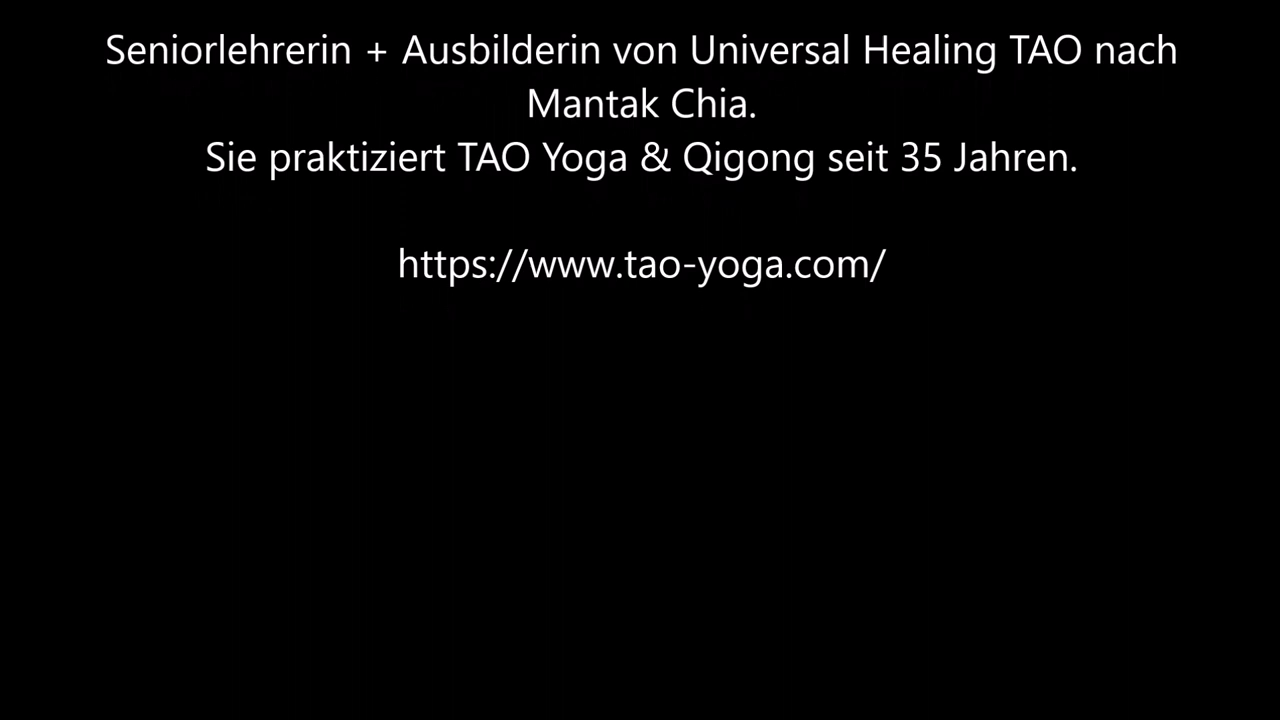 Seniorlehrerin + Ausbilderin von Universal Healing TAO nach
Mantak Chia.
Sie praktiziert TAO Yoga & Qigong seit 35 Jahren.
https://www.tao-yoga.com/